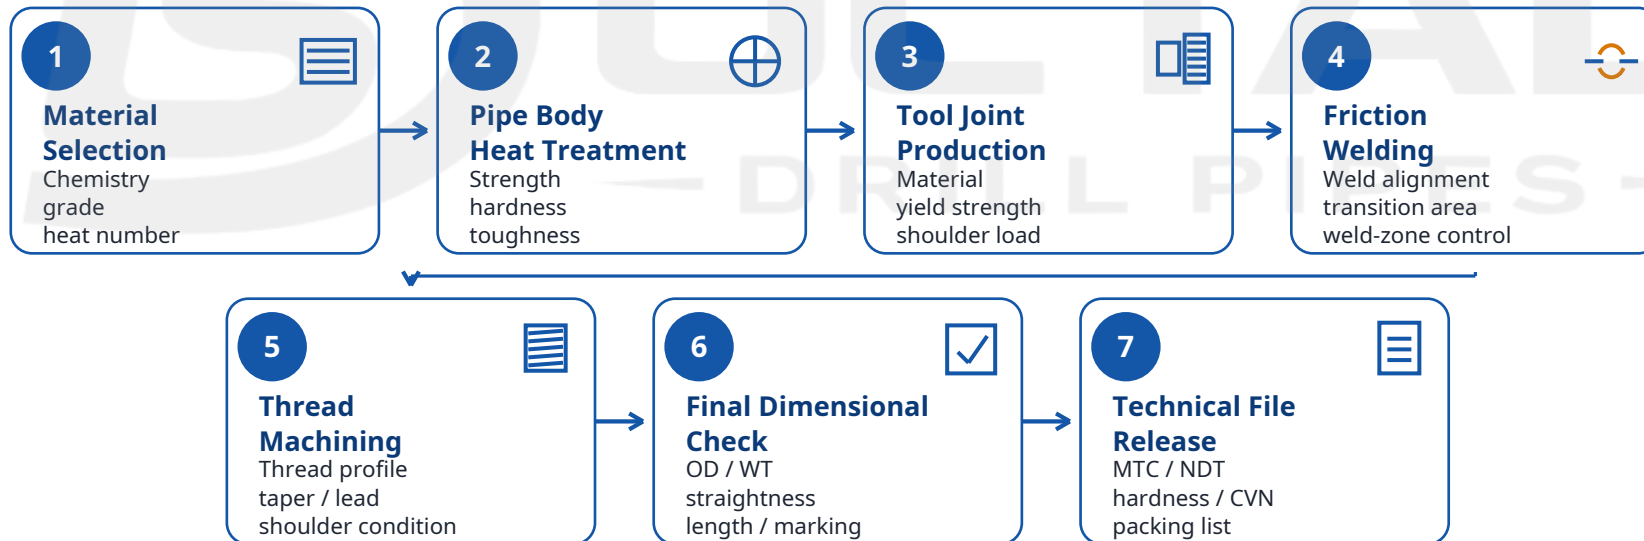 1
Material
Selection
Chemistry
grade
heat number
2
Pipe Body
Heat Treatment
Strength
hardness
toughness
3
Tool Joint
Production
Material
yield strength
shoulder load
4
Friction
Welding
Weld alignment
transition area
weld-zone control
DRILL PIPES
5
Thread
Machining
Thread profile
taper / lead
shoulder condition
6
Final Dimensional
Check
OD / WT
straightness
length / marking
7
Technical File
Release
MTC / NDT
hardness / CVN
packing list